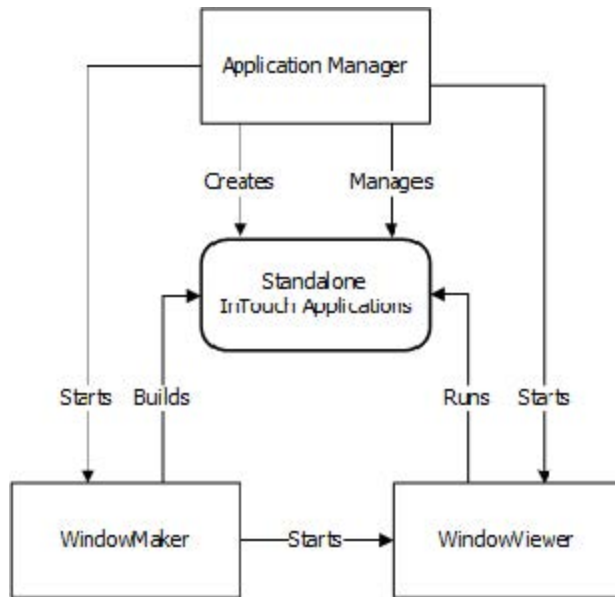 Application Manager
Creates
Manages
Standalone
InTouch Applications
Starts
Builds
Runs
Starts
WindowMaker
Starts
WindowViewer